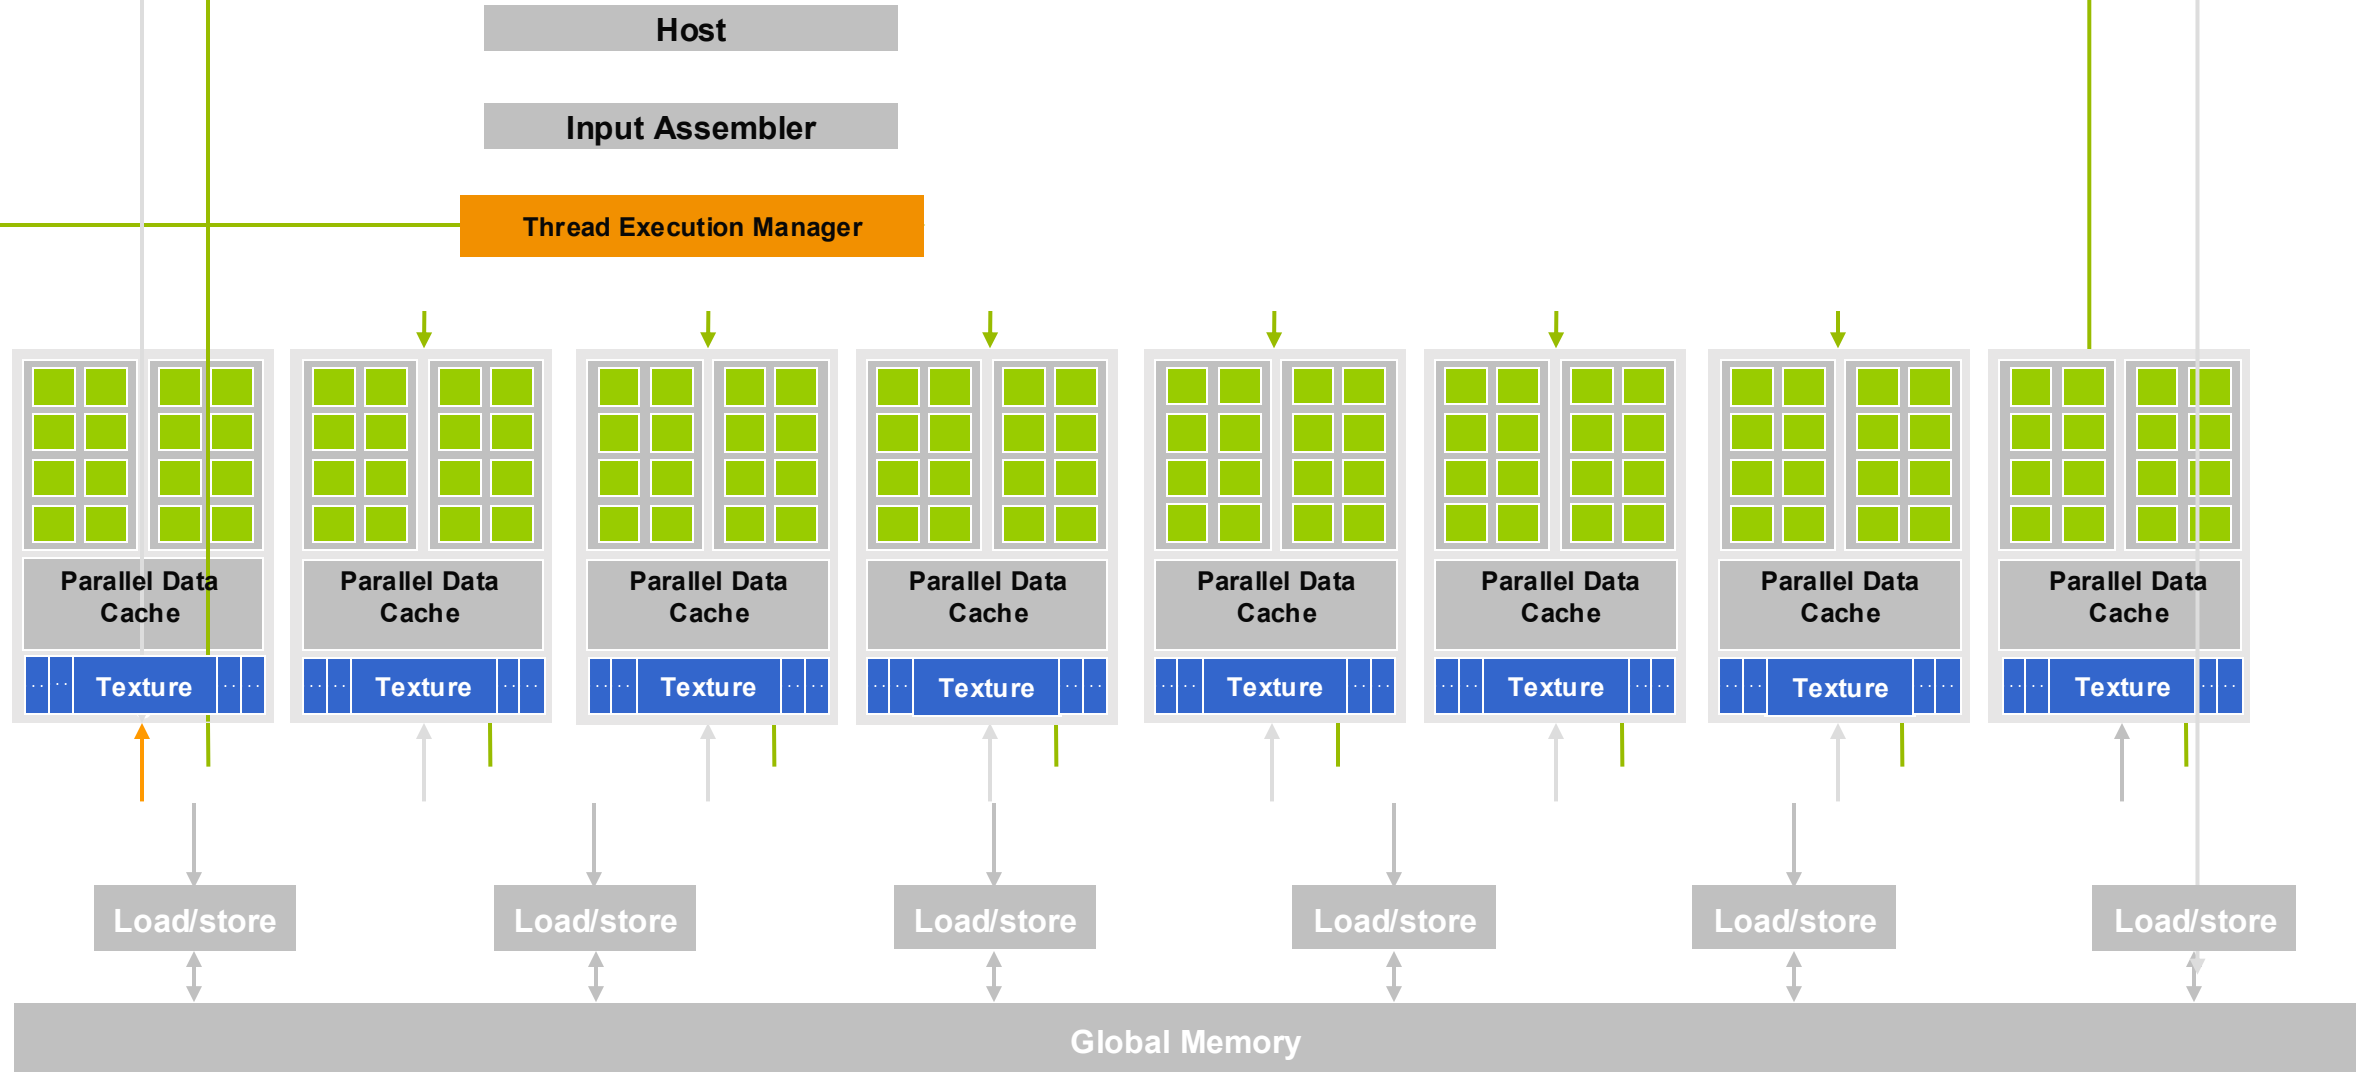 Host
Input Assembler
Thread Execution Manager
Parallel Data
Cache
Parallel Data
Cache
Parallel Data
Cache
Parallel Data
Cache
Parallel Data
Cache
Parallel Data
Cache
Parallel Data
Cache
Parallel Data
Cache
Texture
Texture
Texture
Texture
Texture
Texture
Texture
Texture
Load/store
Load/store
Load/store
Load/store
Load/store
Load/store
Global Memory